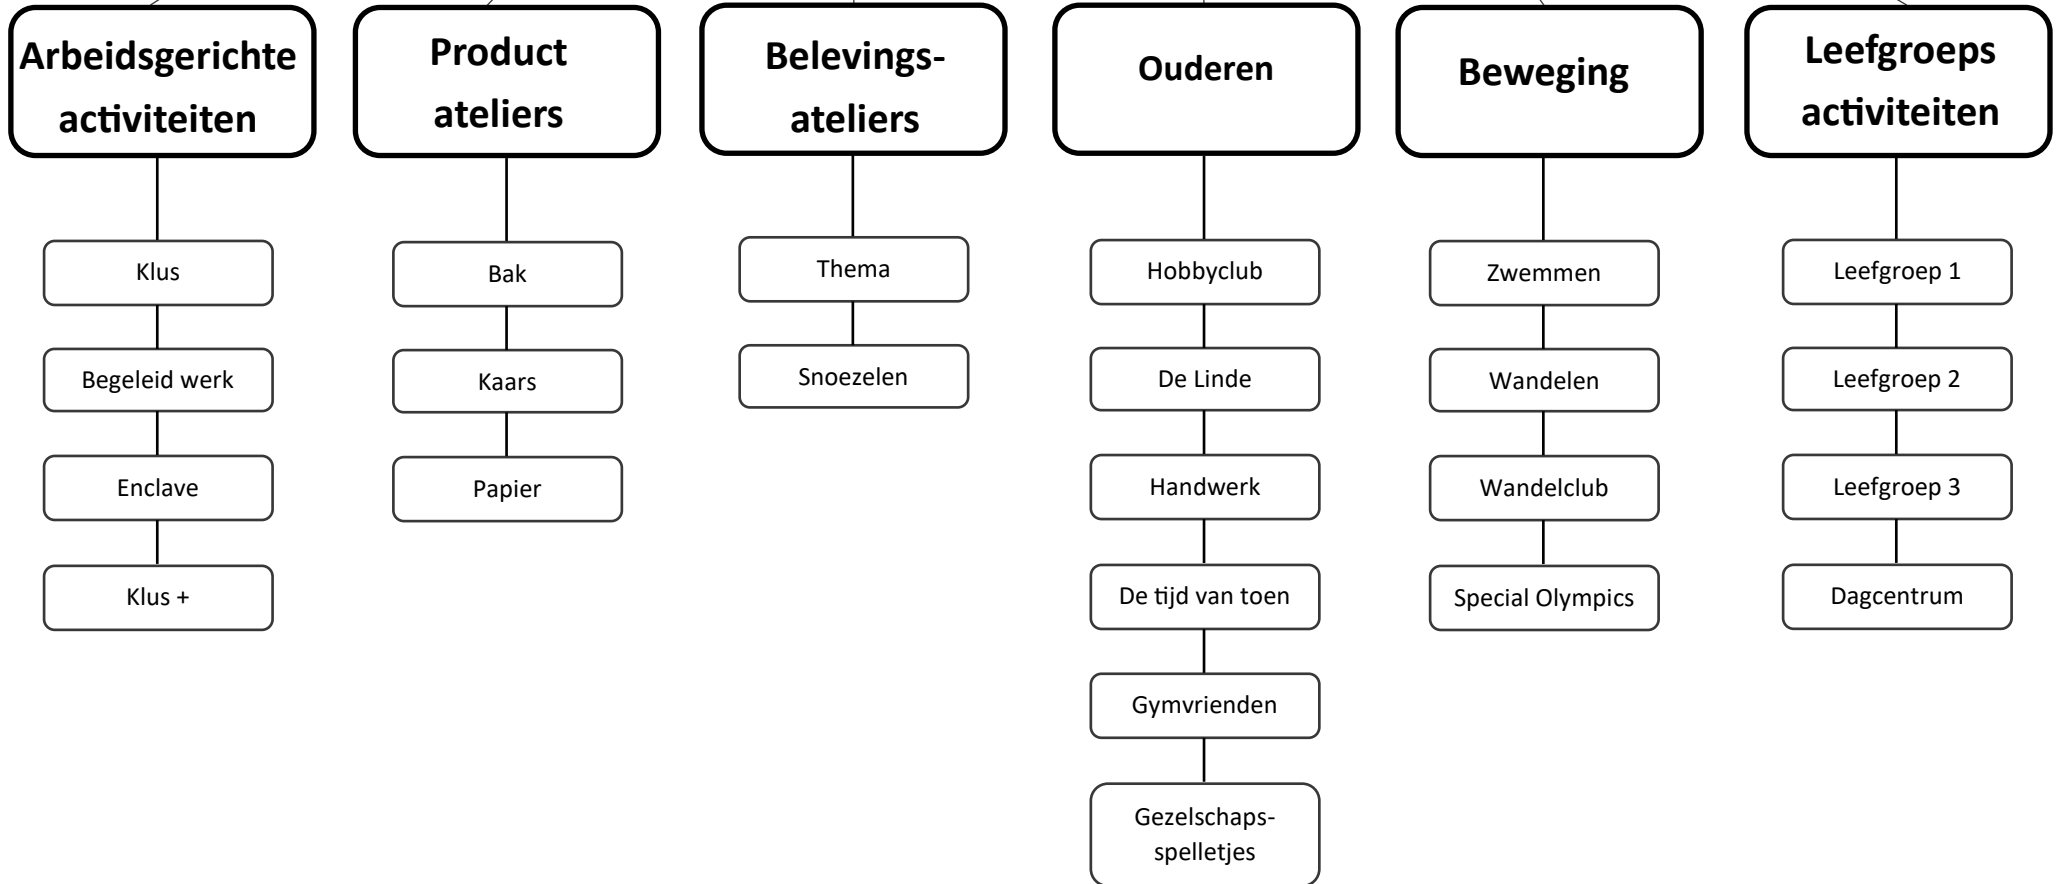 Arbeidsgerichte
activiteiten
Klus
Begeleid werk
Enclave
Klus +
Product
ateliers
Bak
Kaars
Papier
Belevings-
ateliers
Thema
Snoezelen
Ouderen
Hobbyclub
De Linde
Handwerk
De tijd van toen
Gymvrienden
Gezelschaps-
spelletjes
Beweging
Zwemmen
Wandelen
Wandelclub
Special Olympics
Leefgroeps
activiteiten
Leefgroep 1
Leefgroep 2
Leefgroep 3
Dagcentrum